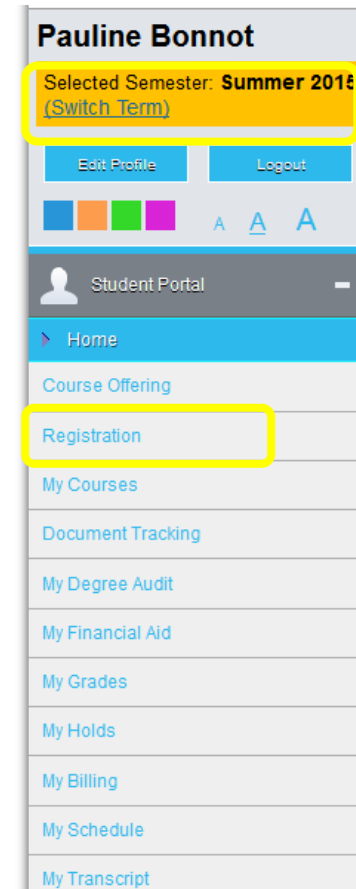 Pauline Bonnot
Selected Semester: Summer 2015
(Switch Term)
Edit Profile Logout
A A A
Student Portal
Home
Course Offering
Registration
My Courses
Document Tracking
My Degree Audit
My Financial Aid
My Grades
My Holds
My Billing
My Schedule
My Transcript